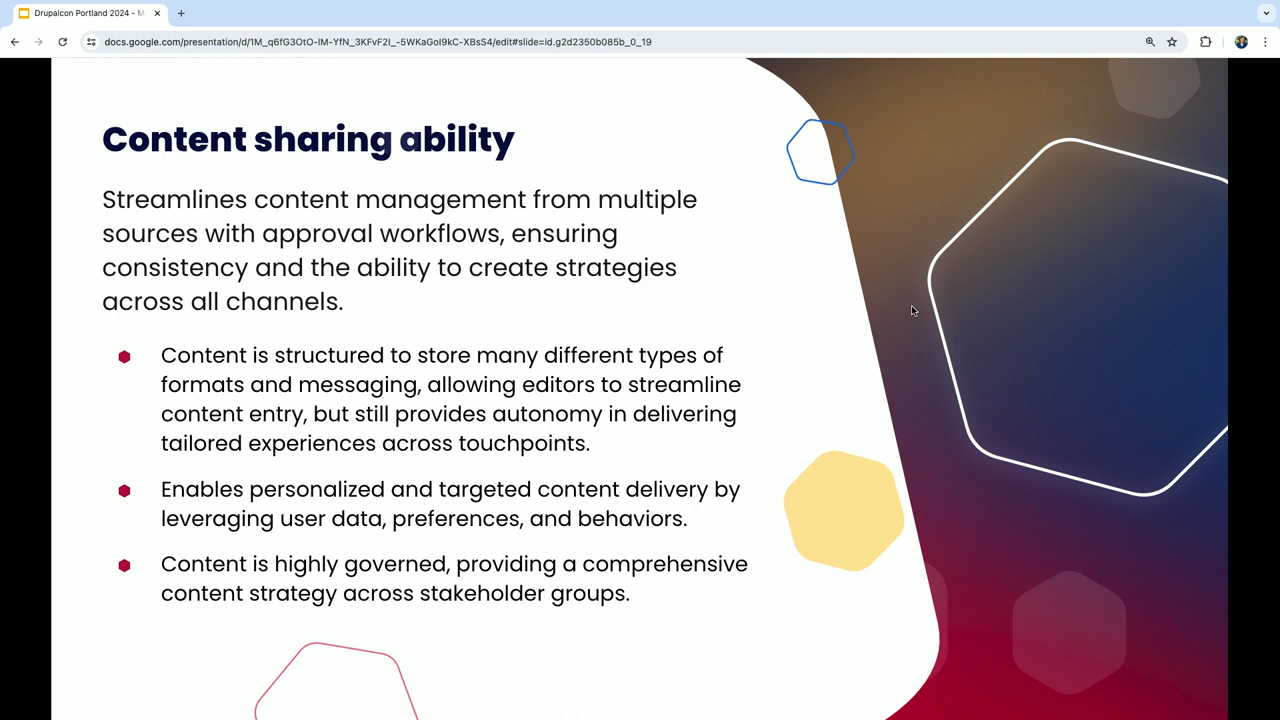 Drupalcon Portland 2024 - M
docs.google.com/presentation/d/1M_q6fG3OtO-IM-YfN_3KFvF2I_-5WKaGoI9kC-XBsS4/edit#slide=id.g2d2350b085b_0_19
Content sharing ability
Streamlines content management from multiple
sources with approval workflows, ensuring
consistency and the ability to create strategies
across all channels.
Content is structured to store many different types of
formats and messaging, allowing editors to streamline
content entry, but still provides autonomy in delivering
tailored experiences across touchpoints.
Enables personalized and targeted content delivery by
leveraging user data, preferences, and behaviors.
Content is highly governed, providing a comprehensive
content strategy across stakeholder groups.